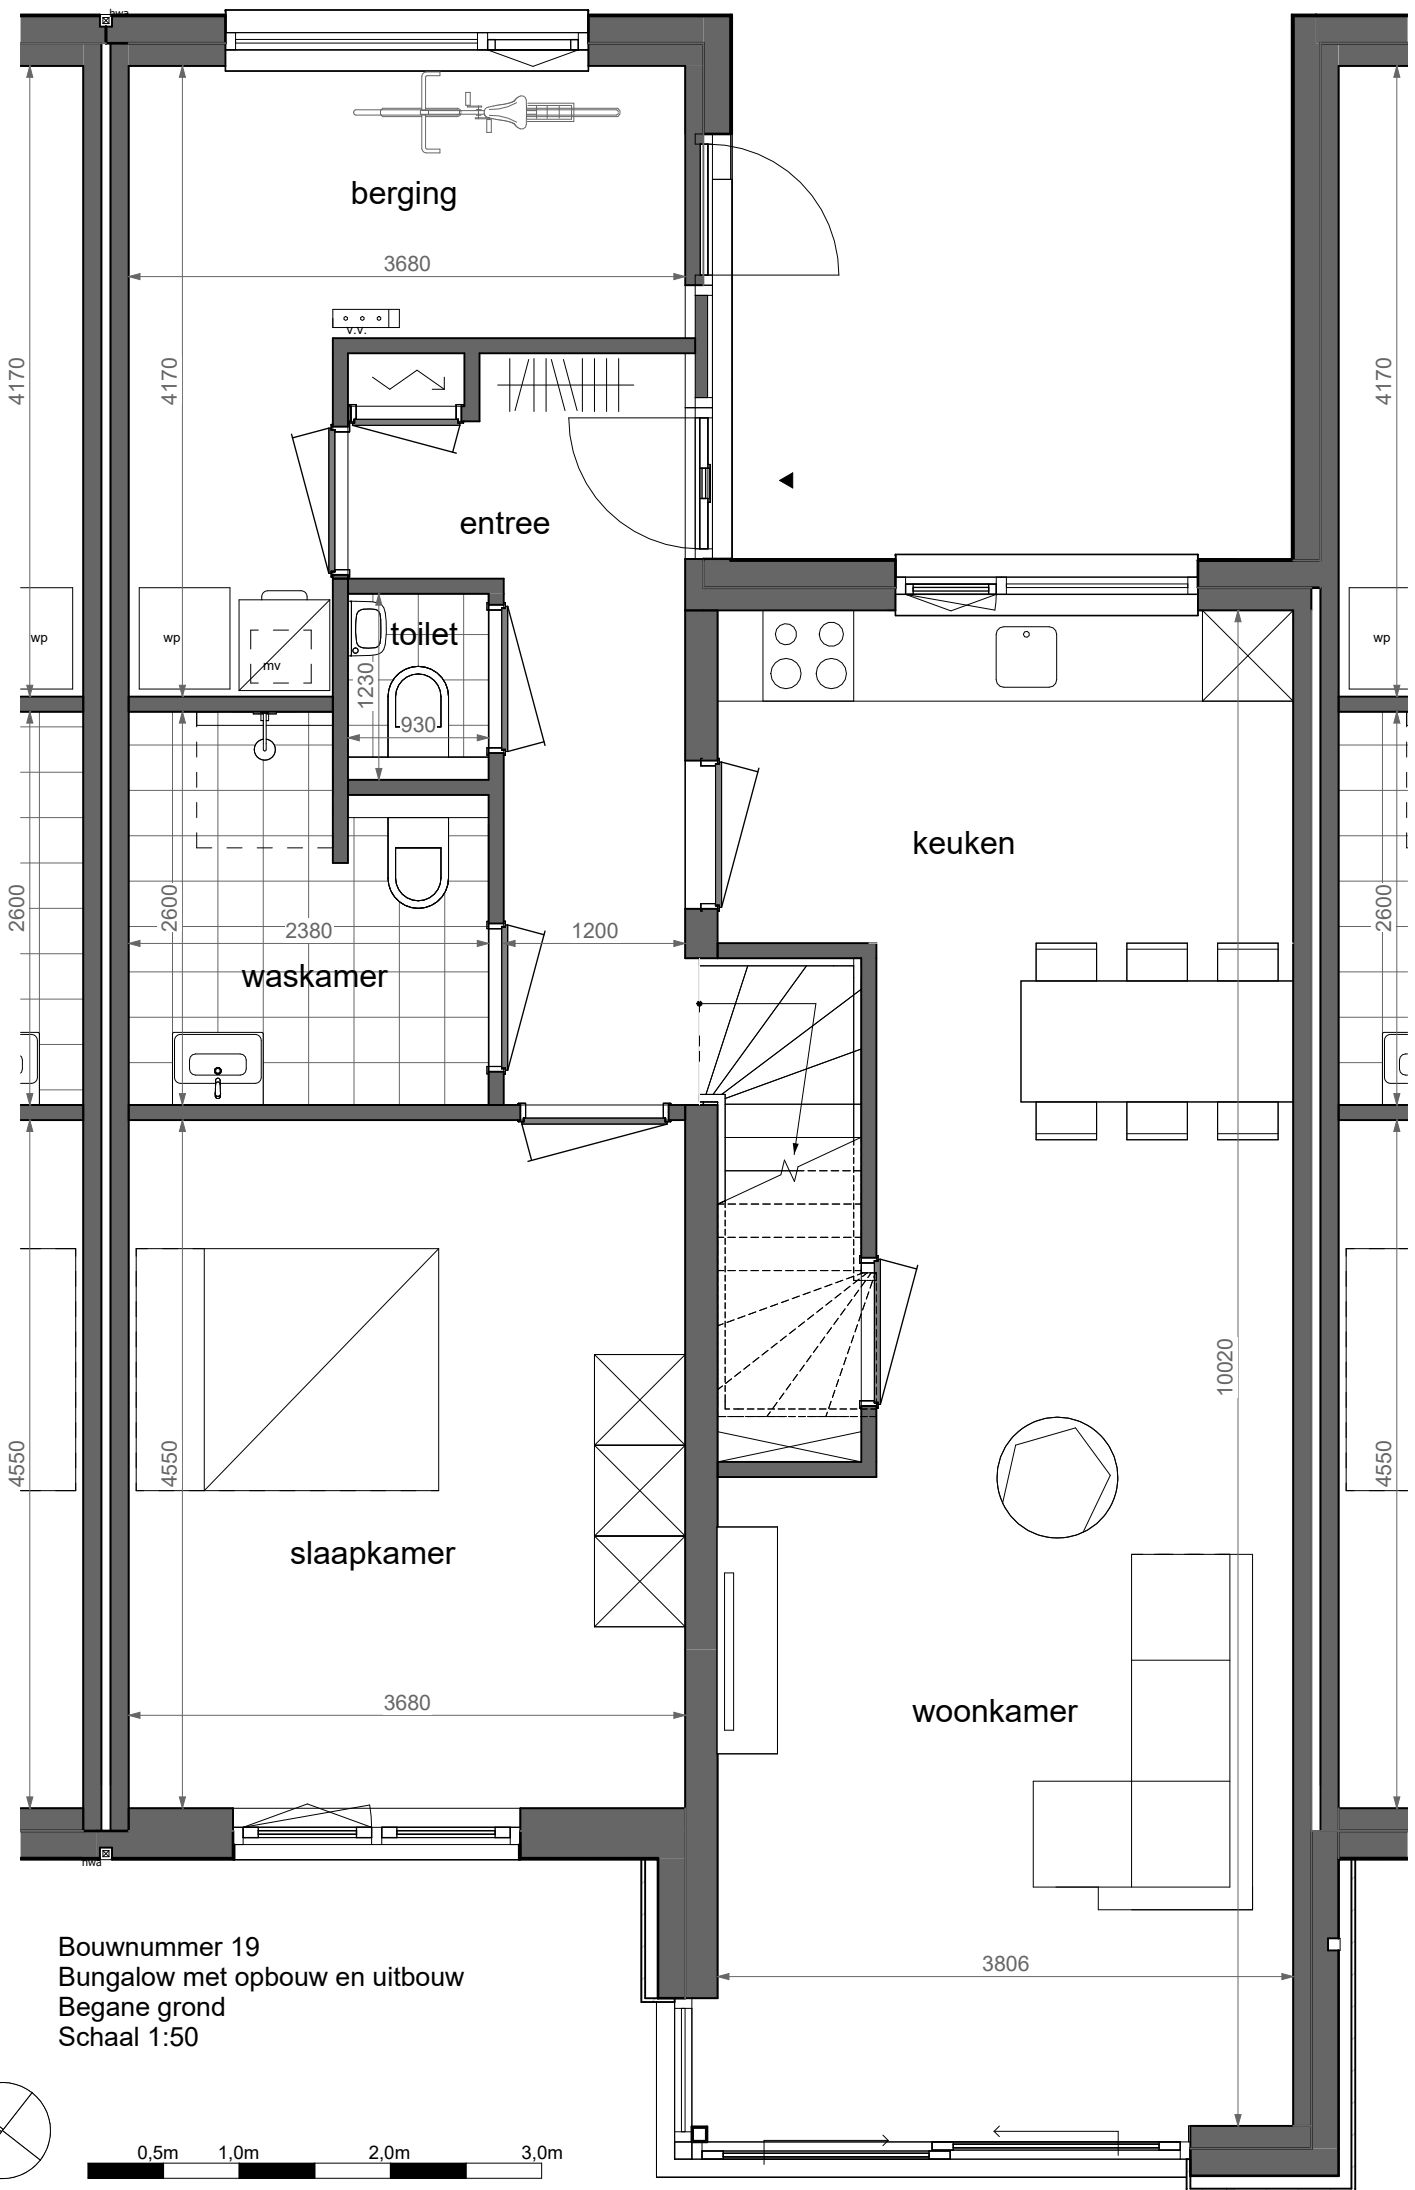 hwa
berging
3680
v.v.
4170
4170
4170
entree
toilet
wp
wp
mv
wp
1230
930
keuken
2600
2600
2380
1200
2600
waskamer
10020
4550
4550
4550
slaapkamer
3680
woonkamer
hwa
3806
Bouwnummer 19
Bungalow met opbouw en uitbouw
Begane grond
Schaal 1:50
0,5m 1,0m 2,0m 3,0m